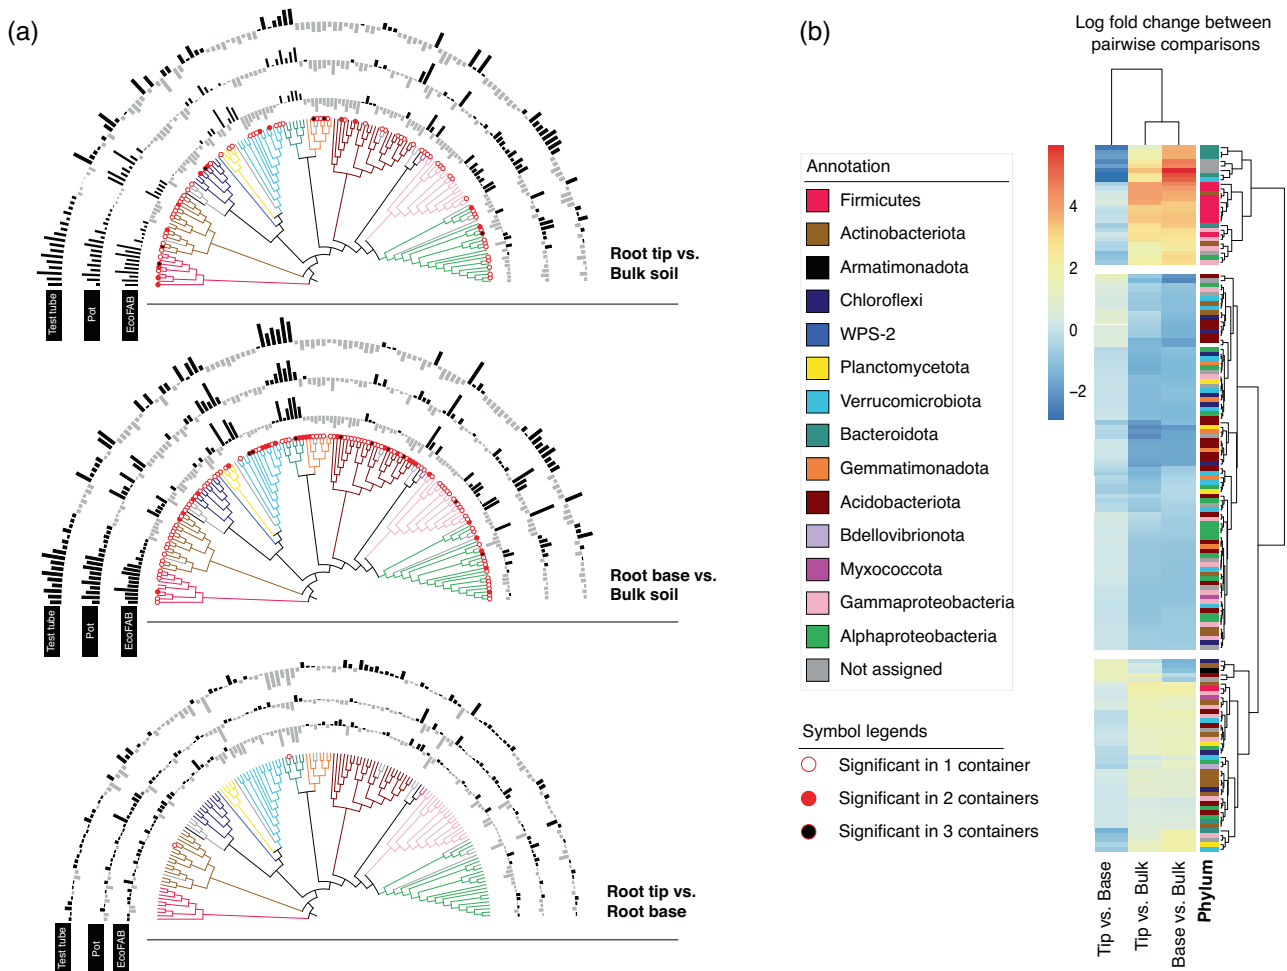 (a)
Test tube
Pot
EcoFAB
Root tip vs.
Bulk soil
Test tube
Pot
EcoFAB
Root base vs.
Bulk soil
Test tube
Pot
EcoFAB
Root tip vs.
Root base
(b)
Log fold change between
pairwise comparisons
Annotation
Firmicutes
Actinobacteriota
Armatimonadota
Chloroflexi
WPS-2
Planctomycetota
Verrucomicrobiota
Bacteroidota
Gemmatimonadota
Acidobacteriota
Bdellovibrionota
Myxococcota
Gammaproteobacteria
Alphaproteobacteria
Not assigned
Symbol legends
Significant in 1 container
Significant in 2 containers
Significant in 3 containers
4
2
0
−2
Tip vs. Base
Tip vs. Bulk
Base vs. Bulk
Phylum